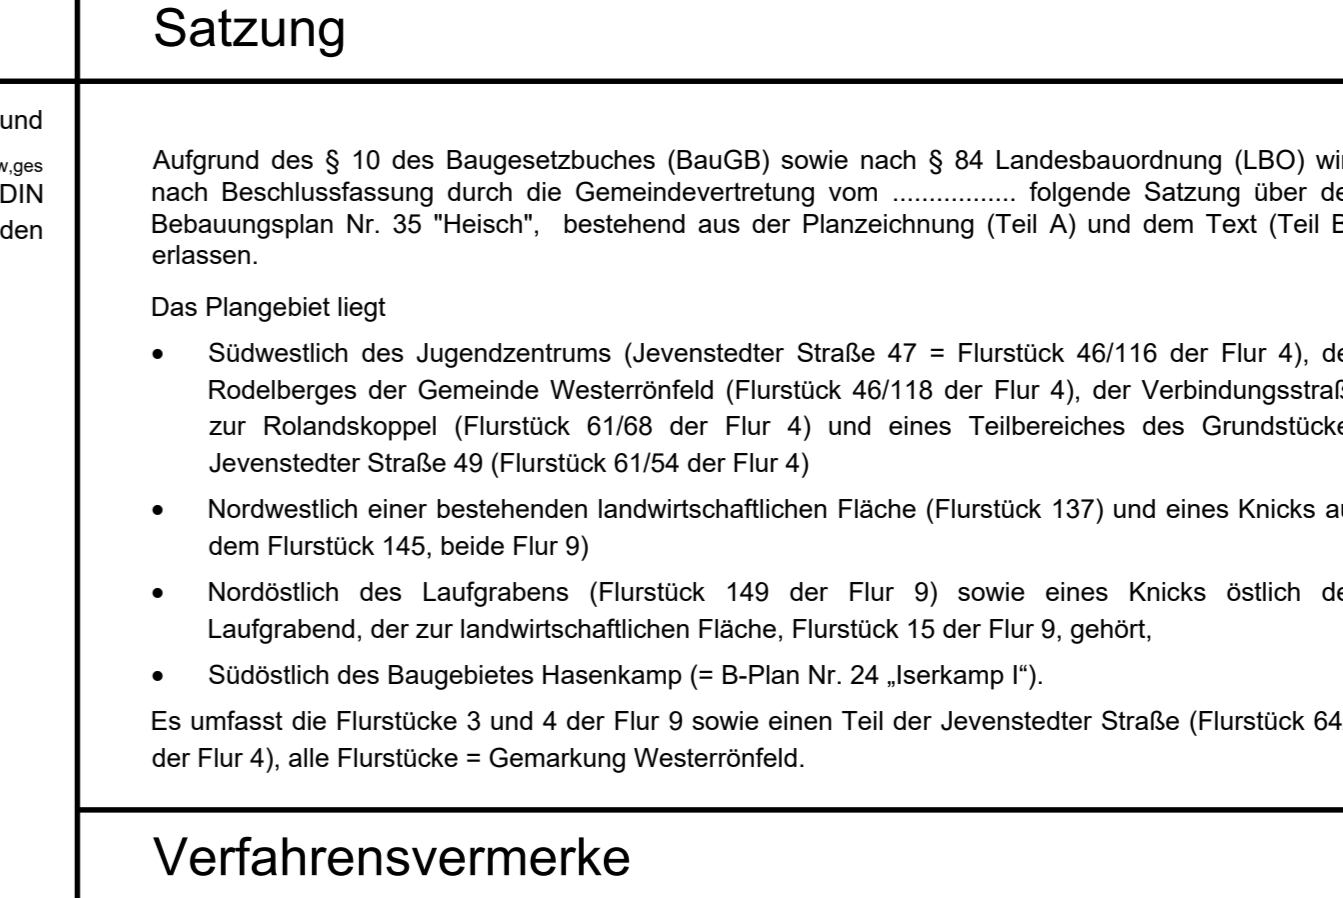 Satzung
und
w,ges
DIN
den
Aufgrund des § 10 des Baugesetzbuches (BauGB) sowie nach § 84 Landesbauordnung (LBO)
nach Beschlussfassung durch die Gemeindevertretung vom ................. folgende Satzung über
Bebauungsplan Nr. 35 "Heisch", bestehend aus der Planzeichnung (Teil A) und dem Text (Teil B
erlassen.
Das Plangebiet liegt
• Südwestlich des Jugendzentrums (Jevenstedter Straße 47 = Flurstück 46/116 der Flur 4),
Rodelberges der Gemeinde Westerrönfeld (Flurstück 46/118 der Flur 4), der Verbindungsstraß
zur Rolandskoppel (Flurstück 61/68 der Flur 4) und eines Teilbereiches des Grundstücke
Jevenstedter Straße 49 (Flurstück 61/54 der Flur 4)
• Nordwestlich einer bestehenden landwirtschaftlichen Fläche (Flurstück 137) und eines Knicks
dem Flurstück 145, beide Flur 9)
• Nordöstlich des Laufgrabens (Flurstück 149 der Flur 9) sowie eines Knicks östlich
Laufgrabend, der zur landwirtschaftlichen Fläche, Flurstück 15 der Flur 9, gehört,
• Südöstlich des Baugebietes Hasenkamp (= B-Plan Nr. 24 „Iserkamp I“).
Es umfasst die Flurstücke 3 und 4 der Flur 9 sowie einen Teil der Jevenstedter Straße (Flurstück 64
der Flur 4), alle Flurstücke = Gemarkung Westerrönfeld.
Verfahrensvermerke